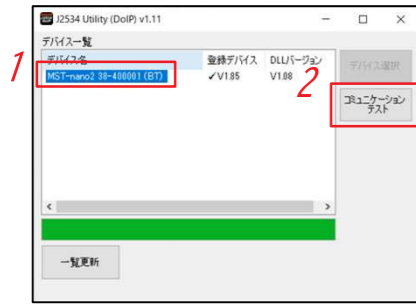 J2534 Utility (DoIP) v1.11
デバイス一覧
デバイス名 登録デバイス DLLバージョン
MST-nano2 38-400001 (BT) ✓V1.85 V1.08
1
2
デバイス選択
コミュニケーション
テスト
一覧更新